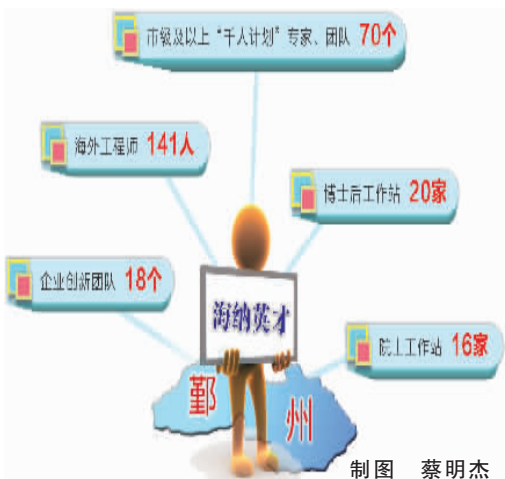 市级及以上“千人计划”专家、团队 70个
海外工程师 141人
博士后工作站 20家
企业创新团队 18个
海纳英才
院士工作站 16家
鄞州
制图 蔡明杰